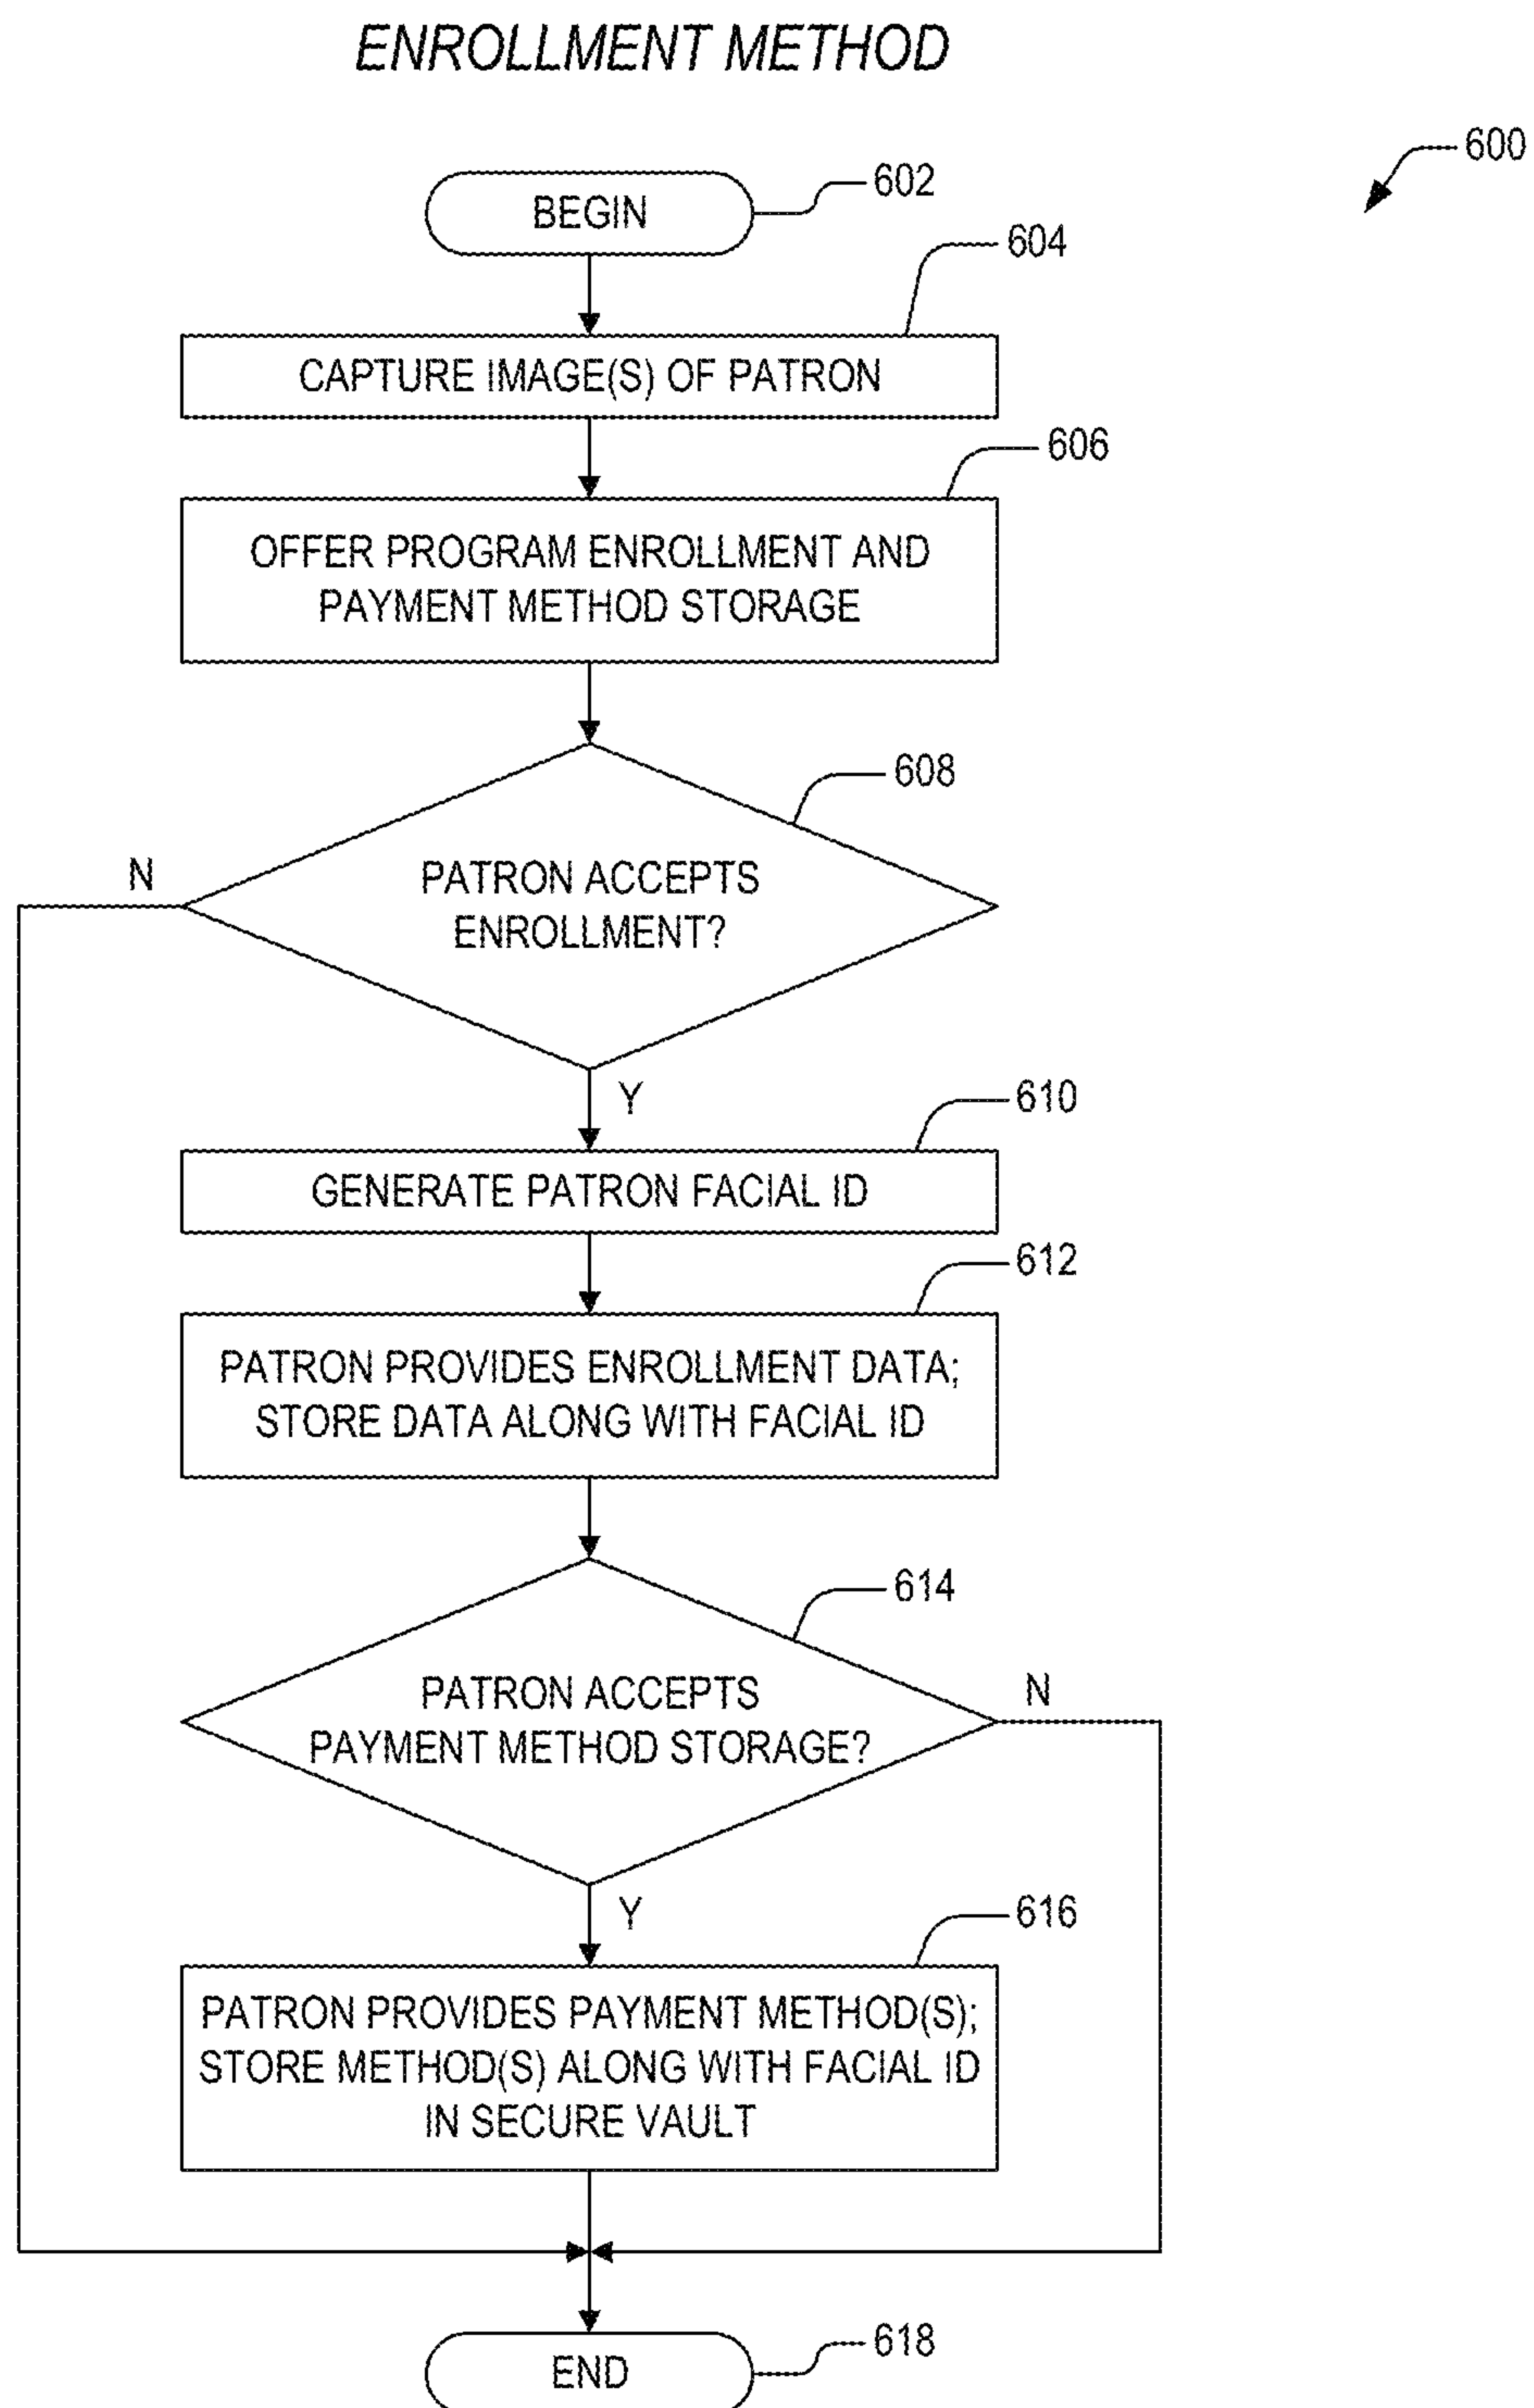 ENROLLMENT METHOD
600
BEGIN
602
604
CAPTURE IMAGE(S) OF PATRON
606
OFFER PROGRAM ENROLLMENT AND
PAYMENT METHOD STORAGE
608
N
PATRON ACCEPTS
ENROLLMENT?
Y
610
GENERATE PATRON FACIAL ID
612
PATRON PROVIDES ENROLLMENT DATA;
STORE DATA ALONG WITH FACIAL ID
614
PATRON ACCEPTS
PAYMENT METHOD STORAGE?
N
Y
616
PATRON PROVIDES PAYMENT METHOD(S);
STORE METHOD(S) ALONG WITH FACIAL ID
IN SECURE VAULT
618
END